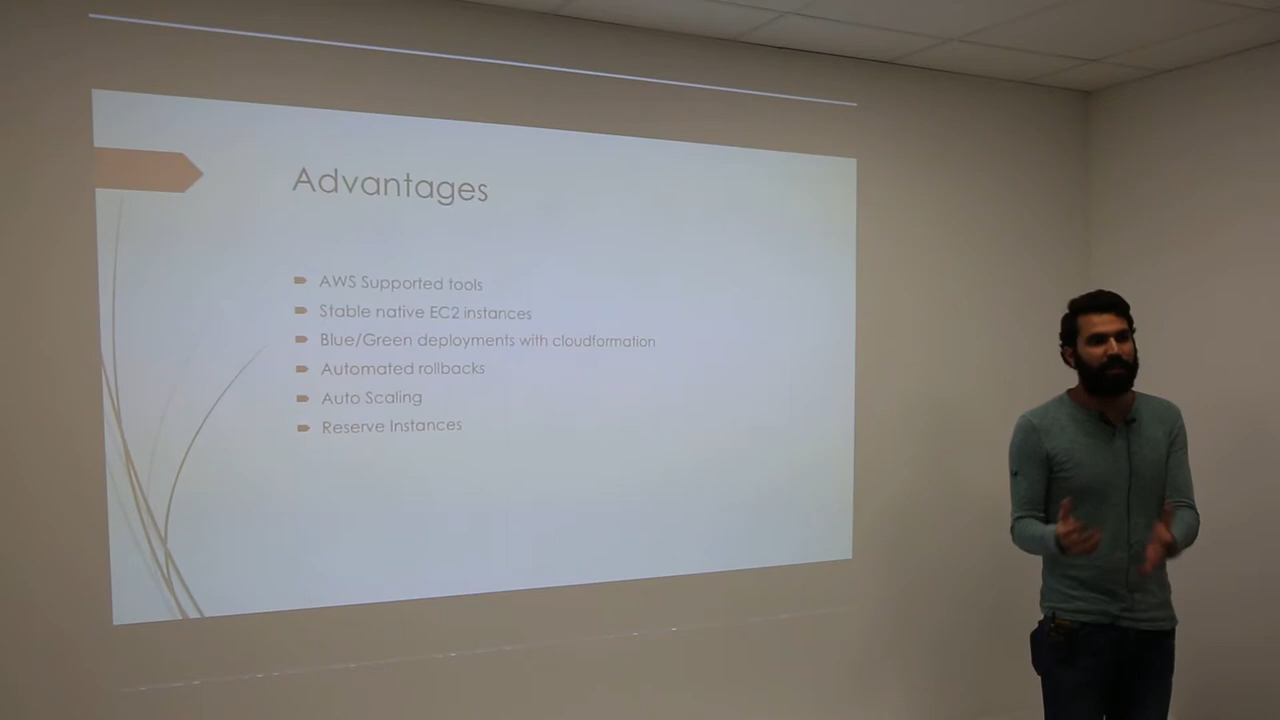 Advantages
AWS Supported tools
Stable native EC2 instances
Blue/Green deployments with cloudformation
Automated rollbacks
Auto Scaling
Reserve Instances